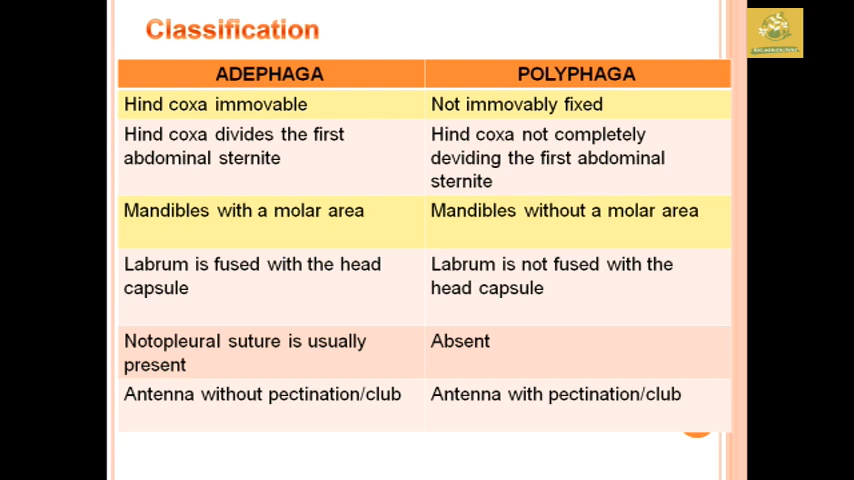 Classification
ADEPHAGA
POLYPHAGA
Hind coxa immovable
Not immovably fixed
Hind coxa divides the first
abdominal sternite
Hind coxa not completely
deviding the first abdominal
sternite
Mandibles with a molar area
Mandibles without a molar area
Labrum is fused with the head
capsule
Labrum is not fused with the
head capsule
Notopleural suture is usually
present
Absent
Antenna without pectination/club
Antenna with pectination/club